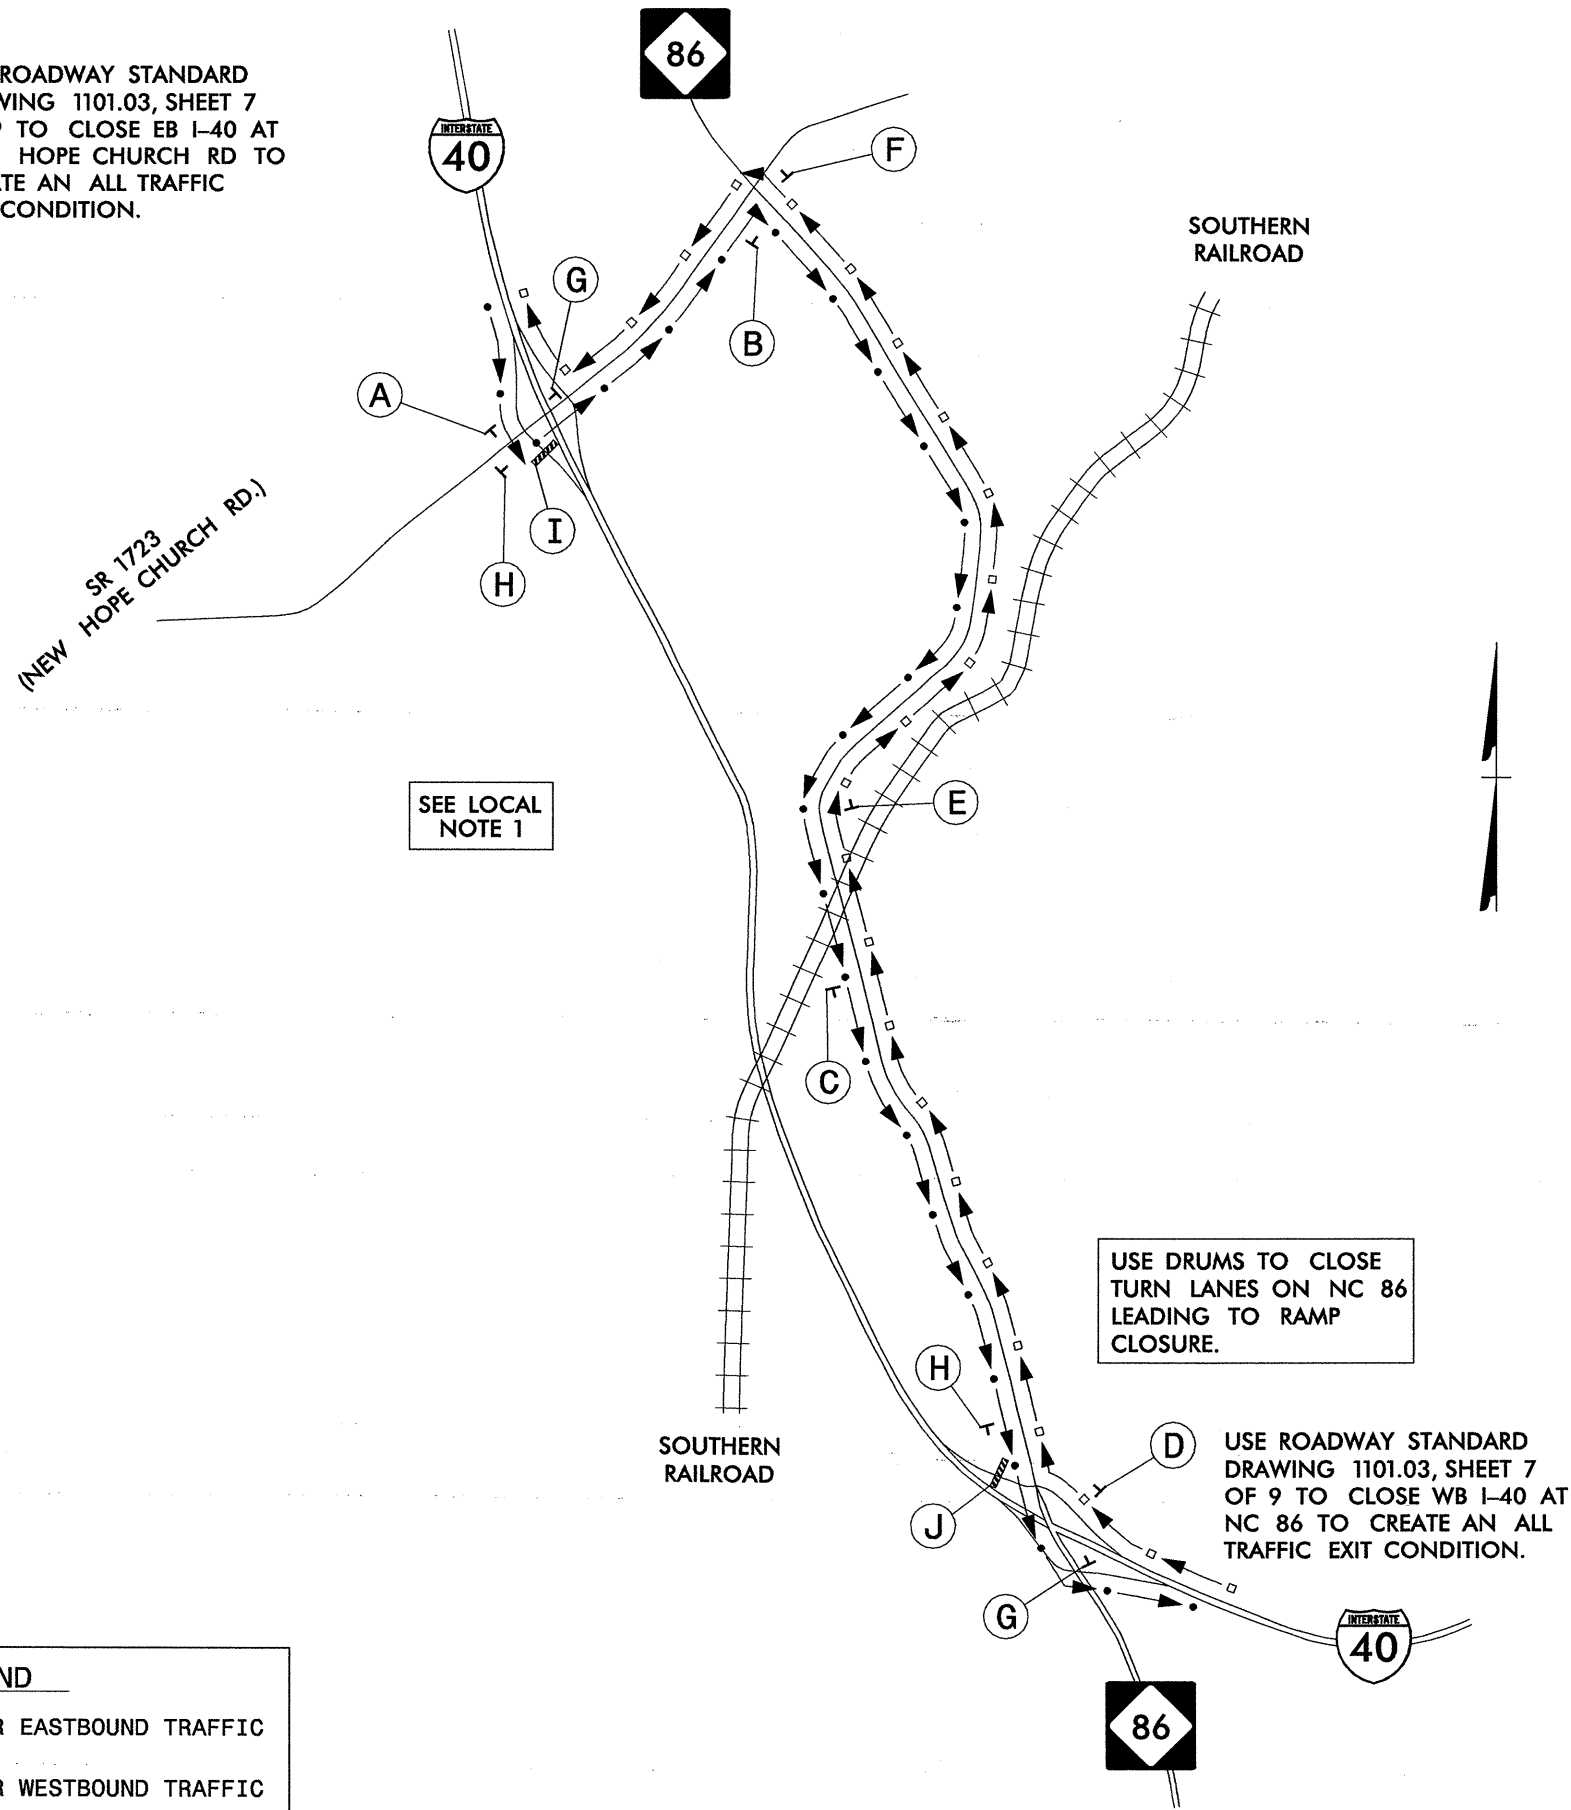 ROADWAY STANDARD
1101.03, SHEET 7
TO CLOSE EB I-40 AT
HOPE CHURCH RD TO
AN ALL TRAFFIC
CONDITION.
86
INTERSTATE
40
F
SOUTHERN
RAILROAD
G
B
A
I
H
SR 1723
(NEW HOPE CHURCH RD.)
SEE LOCAL
NOTE 1
E
C
USE DRUMS TO CLOSE
TURN LANES ON NC 86
LEADING TO RAMP
CLOSURE.
H
SOUTHERN
RAILROAD
D
USE ROADWAY STANDARD
DRAWING 1101.03, SHEET 7
OF 9 TO CLOSE WB I-40 AT
NC 86 TO CREATE AN ALL
TRAFFIC EXIT CONDITION.
J
G
INTERSTATE
40
86
EASTBOUND TRAFFIC
WESTBOUND TRAFFIC